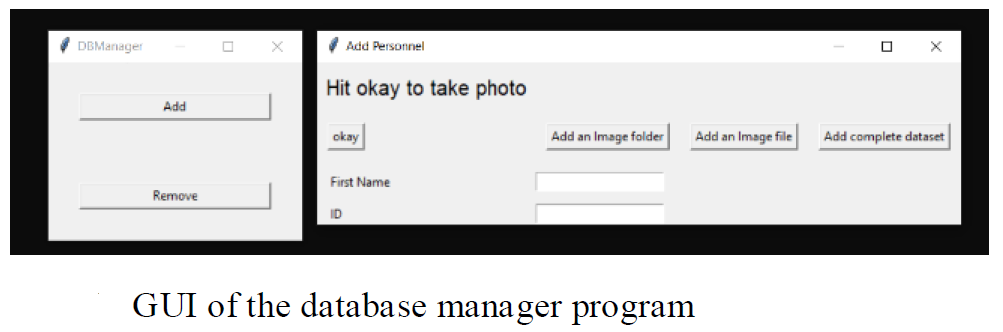 DBManager
Add
Remove
Add Personnel
Hit okay to take photo
okay
Add an Image folder
Add an Image file
Add complete dataset
First Name
ID
GUI of the database manager program